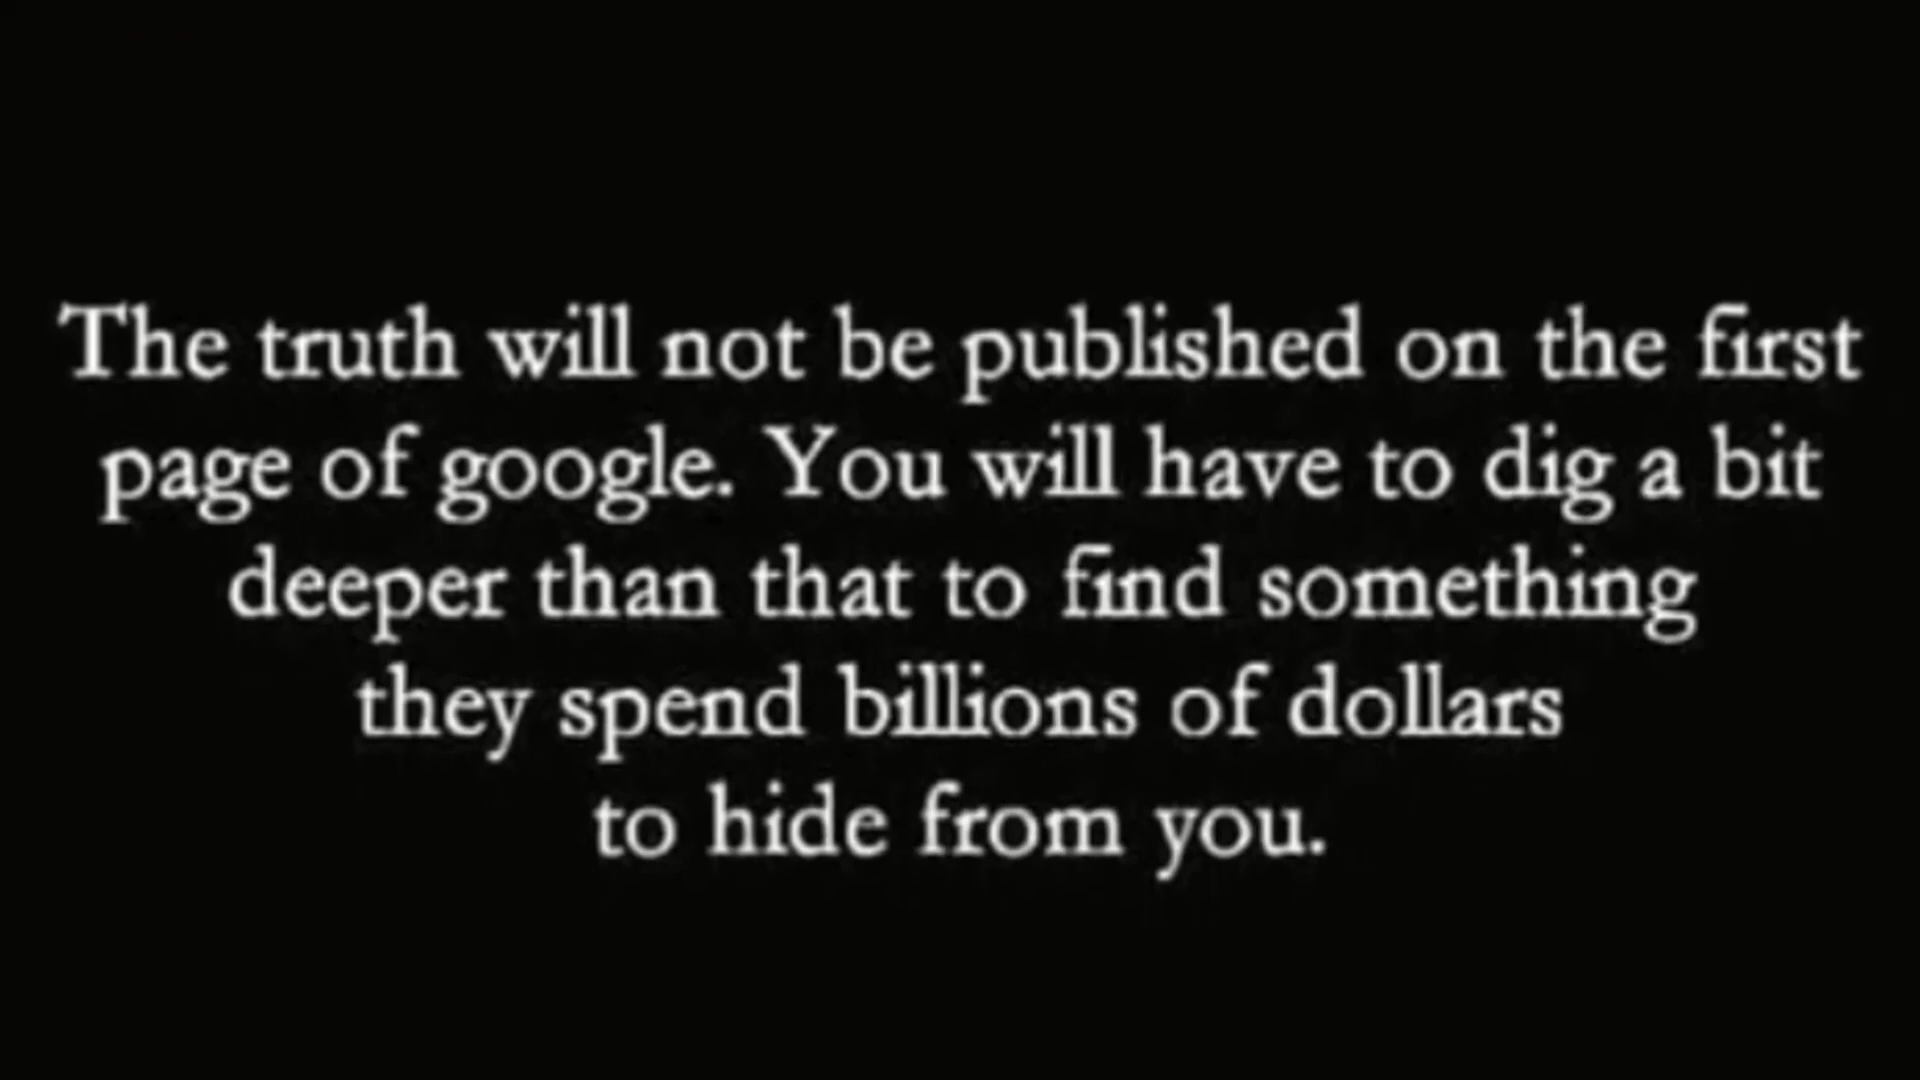 The truth will not be published on the first
page of google. You will have to dig a bit
deeper than that to find something
they spend billions of dollars
to hide from you.